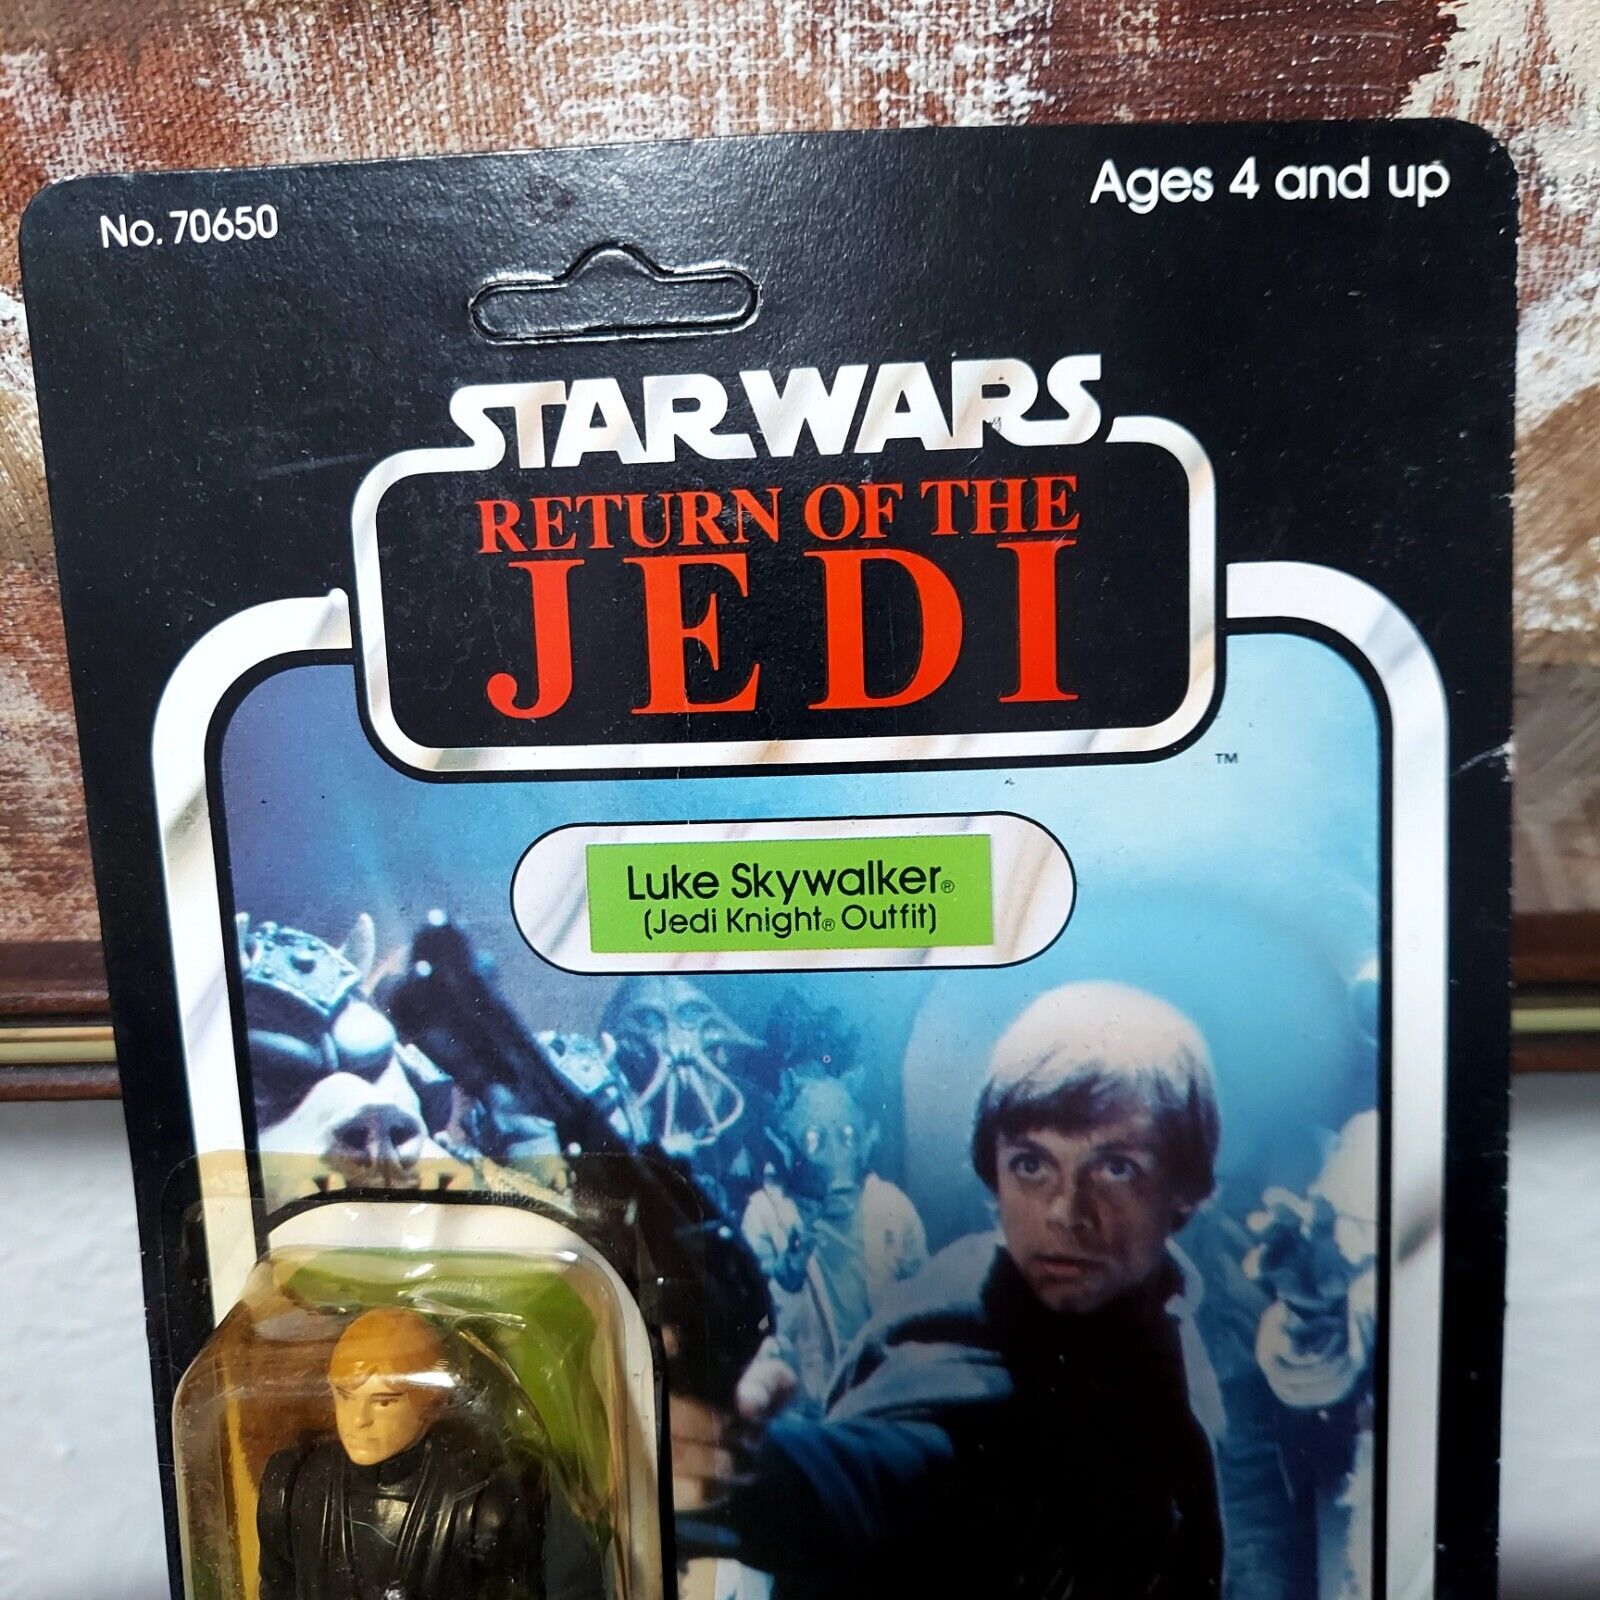 No. 70650
Ages 4 and up
STAR WARS
RETURN OF THE
JEDI
TM
Luke Skywalker®
(Jedi Knight® Outfit)